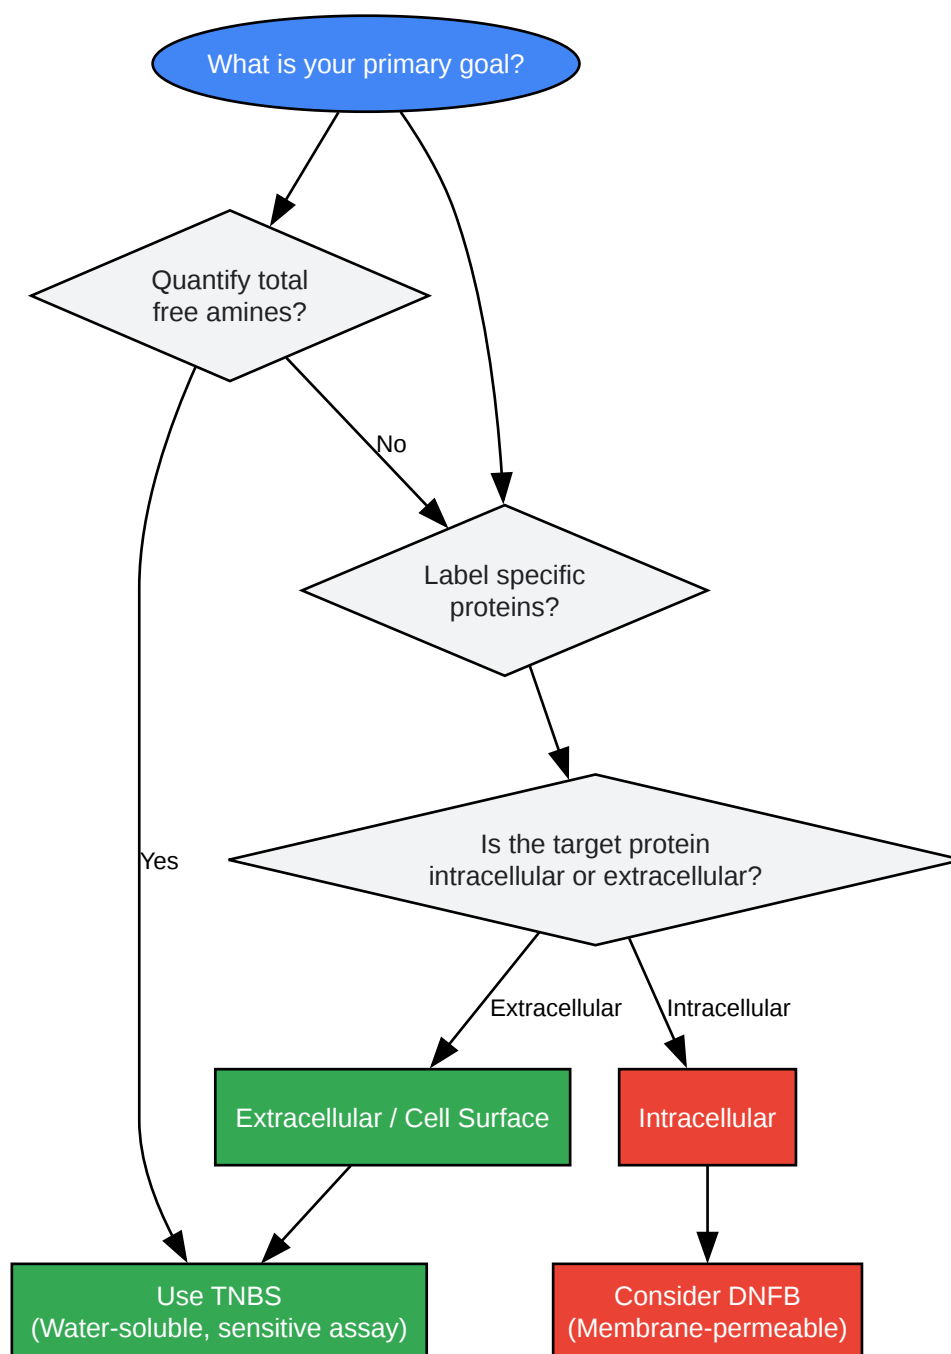 What is your primary goal?
Quantify total
free amines?
No
Label specific
proteins?
Yes
Is the target protein
intracellular or extracellular?
Extracellular
Intracellular
Extracellular / Cell Surface
Intracellular
Use TNBS
(Water-soluble, sensitive assay)
Consider DNFB
(Membrane-permeable)